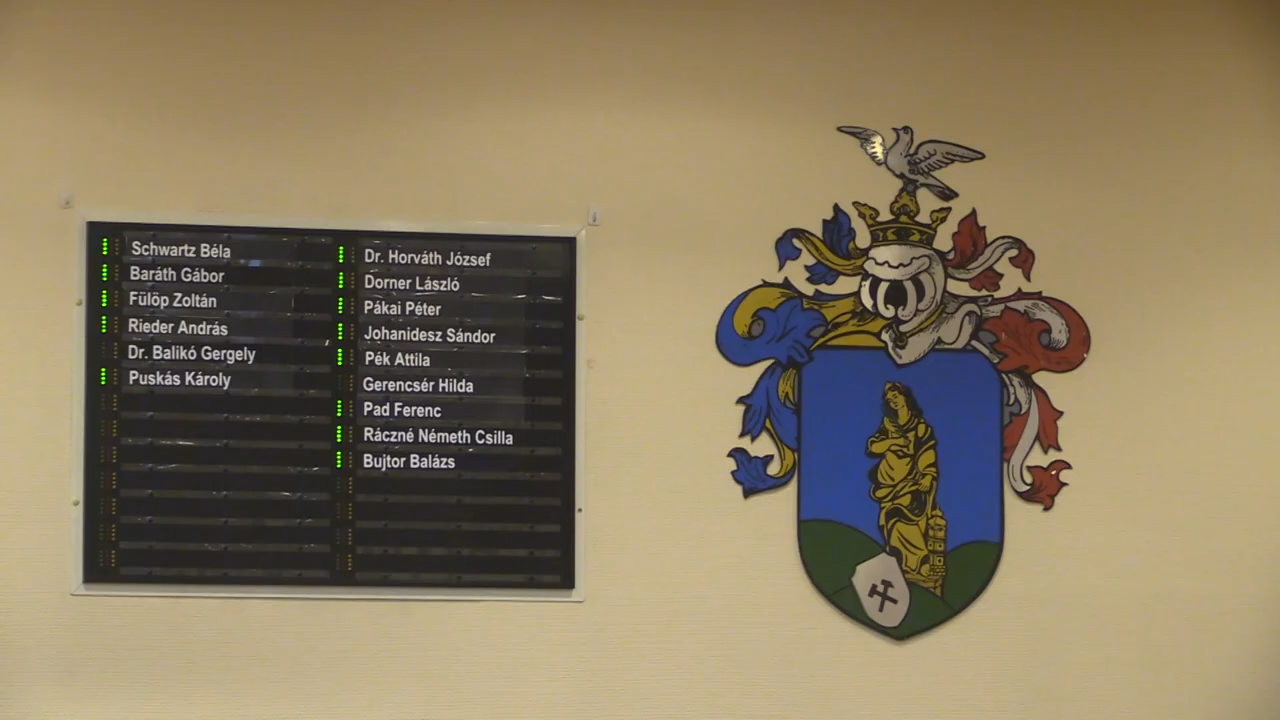 Schwartz Béla
Baráth Gábor
Fülöp Zoltán
Rieder András
Dr. Balikó Gergely
Puskás Károly
Dr. Horváth József
Dorner László
Pákai Péter
Johanidesz Sándor
Pék Attila
Gerencsér Hilda
Pad Ferenc
Ráczné Németh Csilla
Bujtor Balázs